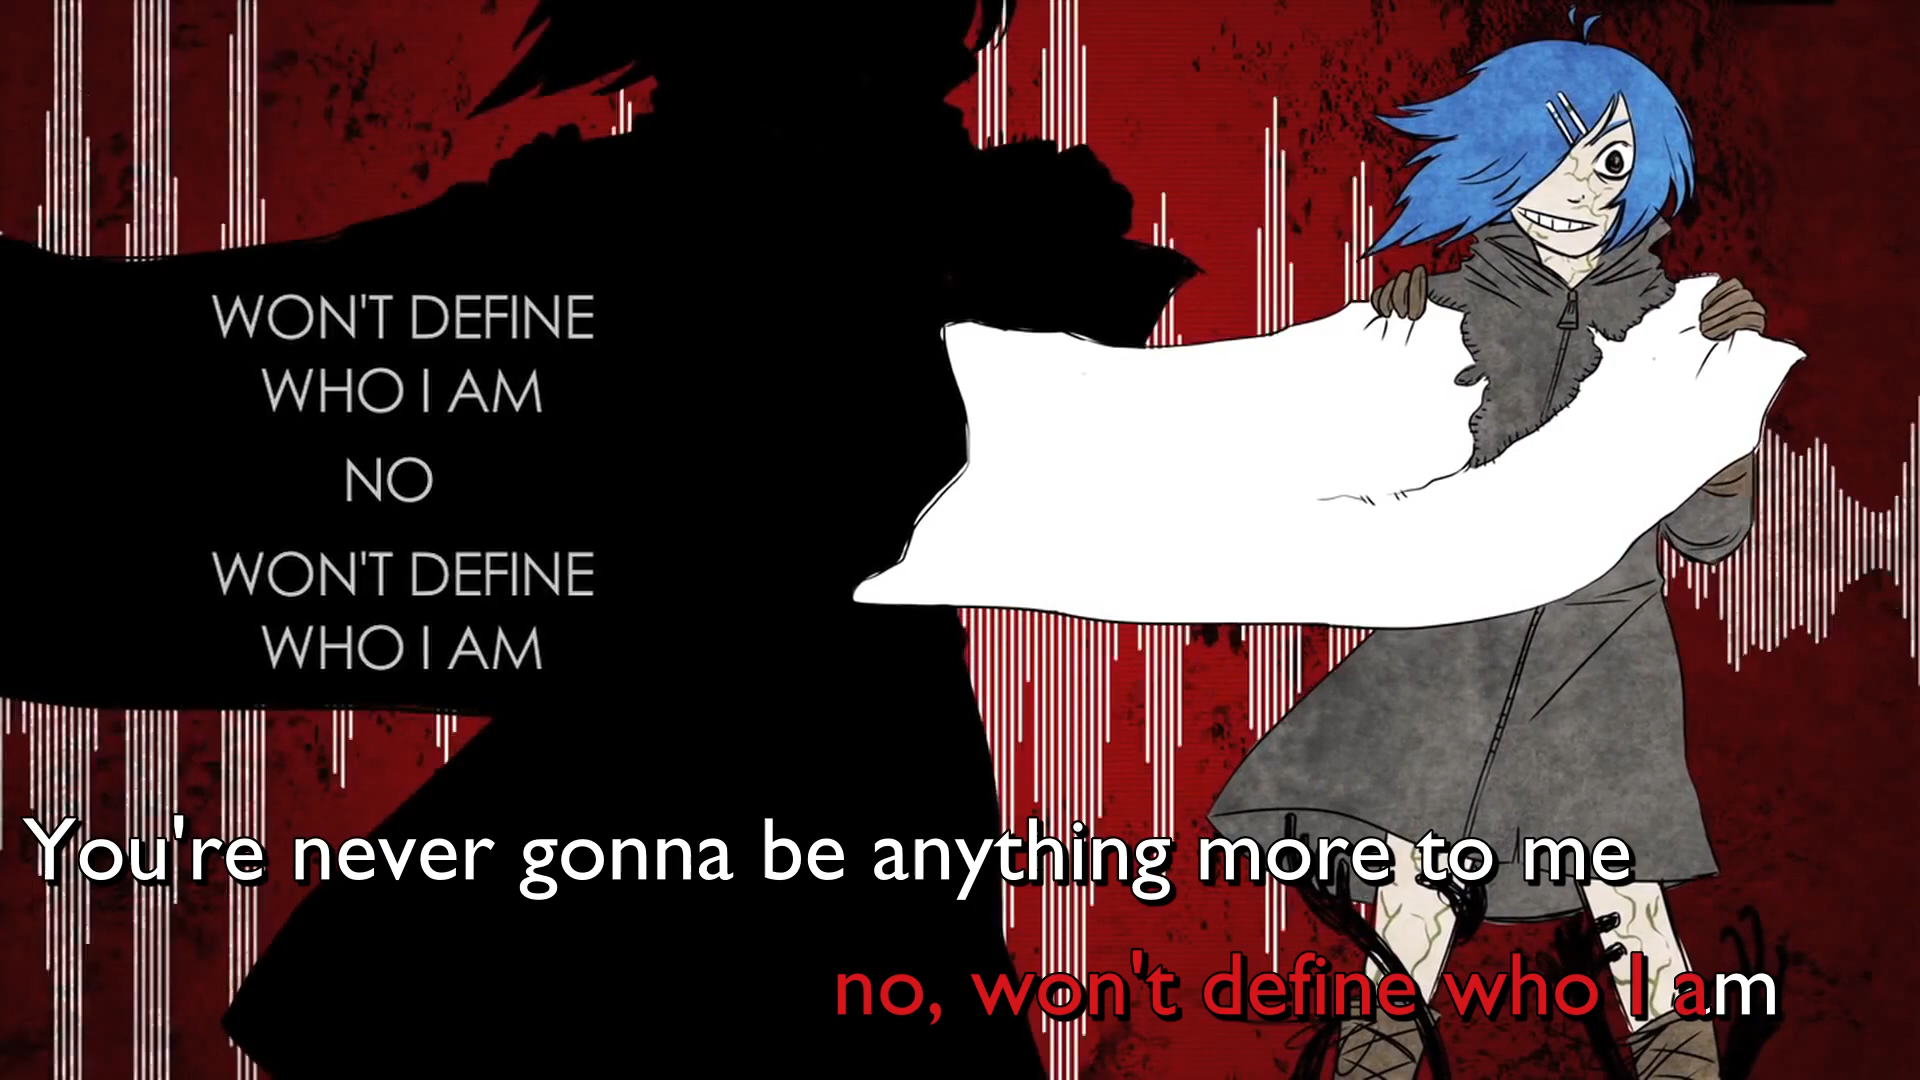 WON'T DEFINE
WHO I AM
NO
WON'T DEFINE
WHO I AM
You're never gonna be anything more to me
no, won't define who I am